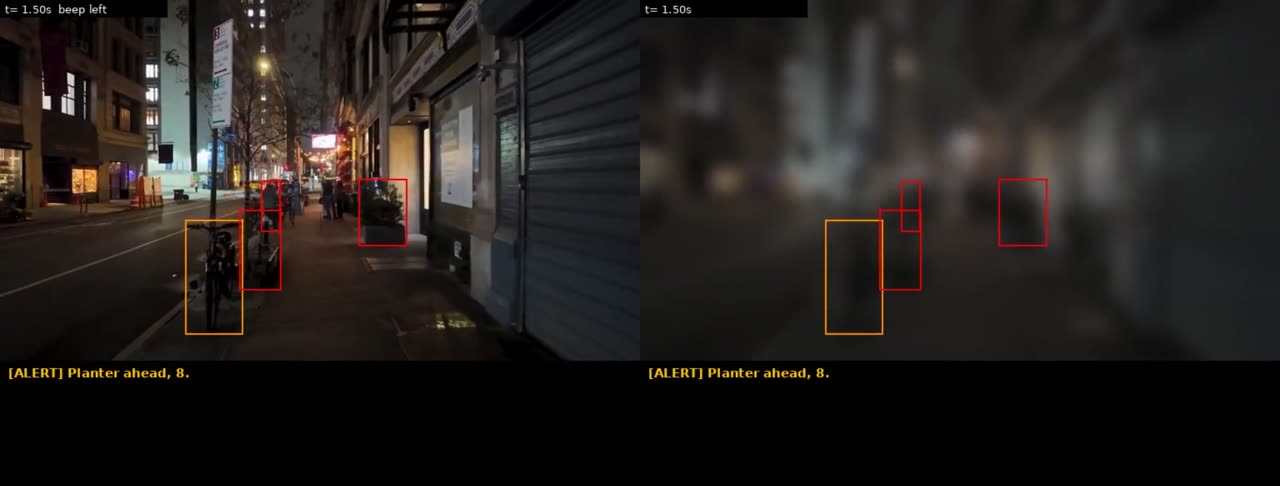 t= 1.50s  beep left
t= 1.50s
[ALERT] Planter ahead, 8.
[ALERT] Planter ahead, 8.